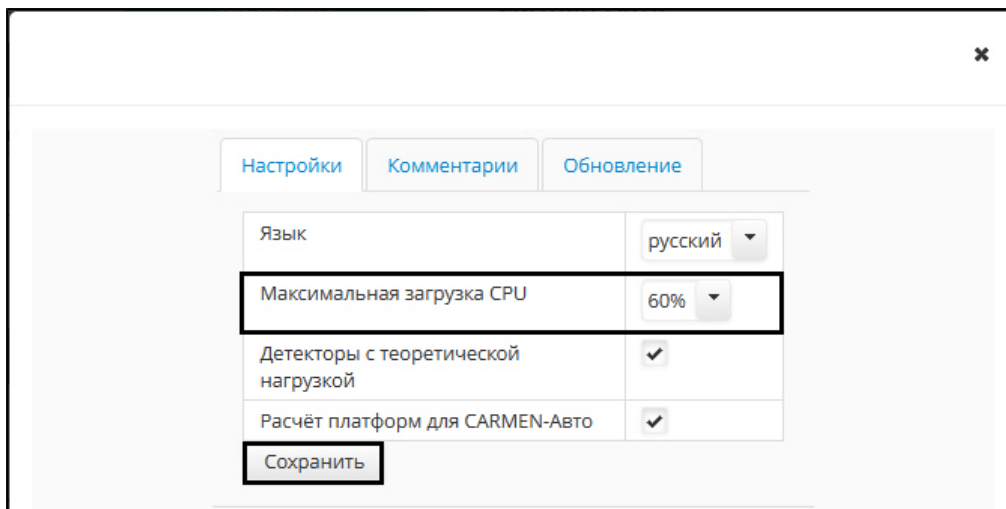 Настройки Комментарии Обновление
Язык русский
Максимальная загрузка CPU 60%
Детекторы с теоретической
нагрузкой
Расчёт платформ для CARMEN-Авто
Сохранить